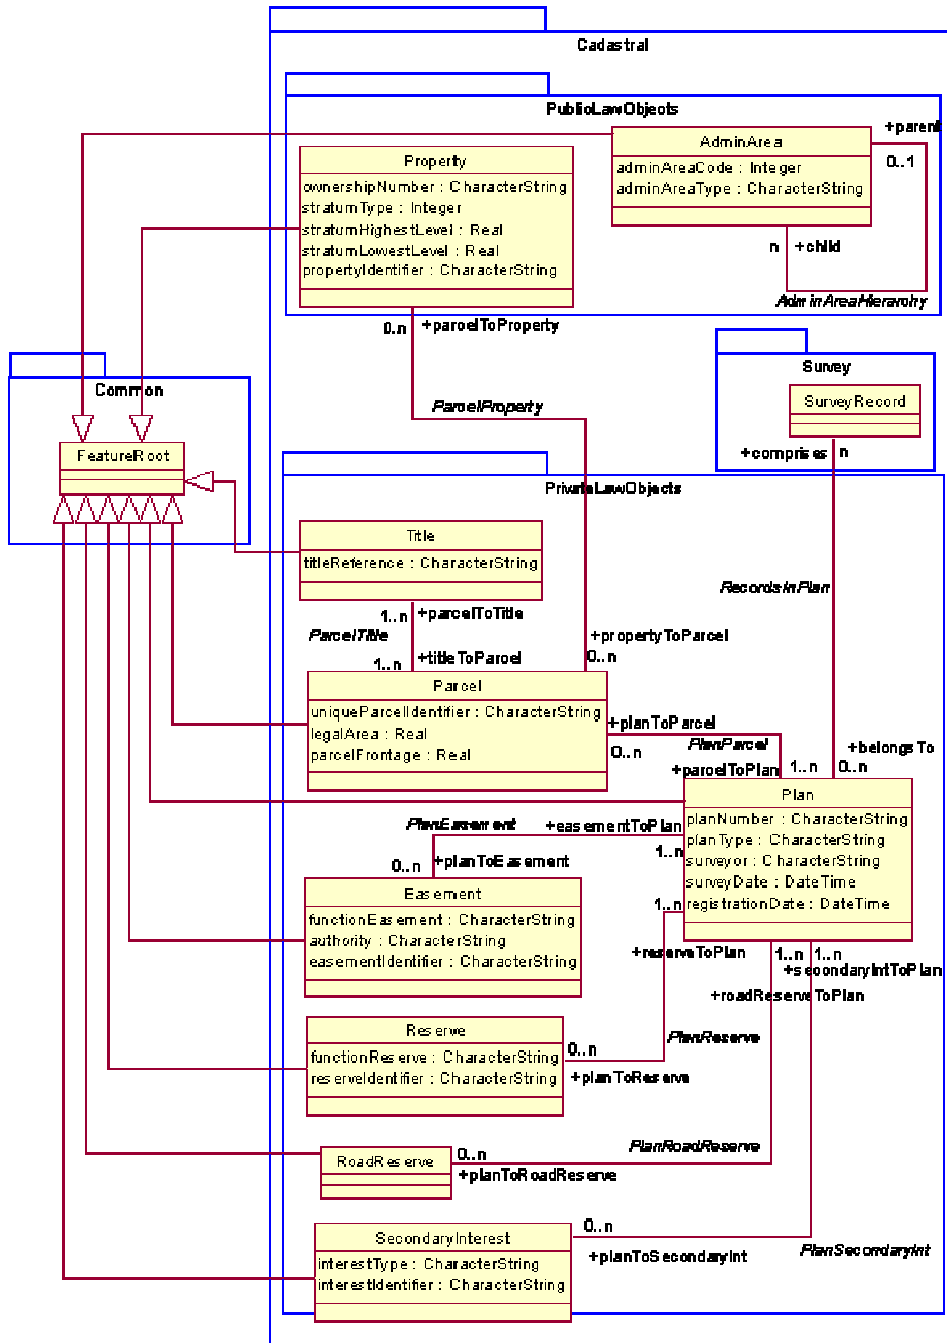 Cadastral
PublicLawObjects
Property
ownershipNumber : CharacterString
stratumType : Integer
stratumHighestLevel : Real
stratumLowestLevel : Real
propertyIdentifier : CharacterString
AdminArea
adminAreaCode : Integer
adminAreaType : CharacterString
+parent
0..1
n +child
AdminAreaHierarchy
0..n +parcelToProperty
ParcelProperty
Common
FeatureRoot
Survey
SurveyRecord
+comprises n
PrivateLawObjects
Title
titleReference : CharacterString
1..n +parcelToTitle
ParcelTitle
1..n +titleToParcel
RecordsInPlan
+propertyToParcel
0..n
Parcel
uniqueParcelIdentifier : CharacterString
legalArea : Real
parcelFrontage : Real
+planToParcel
0..n
PlanParcel
+parcelToPlan
1..n
+belongsTo
0..n
Plan
planNumber : CharacterString
planType : CharacterString
surveyor : CharacterString
surveyDate : DateTime
registrationDate : DateTime
PlanEasement
+easementToPlan
1..n
0..n +planToEasement
Easement
functionEasement : CharacterString
authority : CharacterString
easementIdentifier : CharacterString
1..n
+reserveToPlan
1..n 1..n
+secondaryIntToPlan
+roadReserveToPlan
Reserve
functionReserve : CharacterString
reserveIdentifier : CharacterString
0..n
+planToReserve
PlanReserve
RoadReserve
0..n
+planToRoadReserve
PlanRoadReserve
SecondaryInterest
interestType : CharacterString
interestIdentifier : CharacterString
0..n
+planToSecondaryInt
PlanSecondaryInt